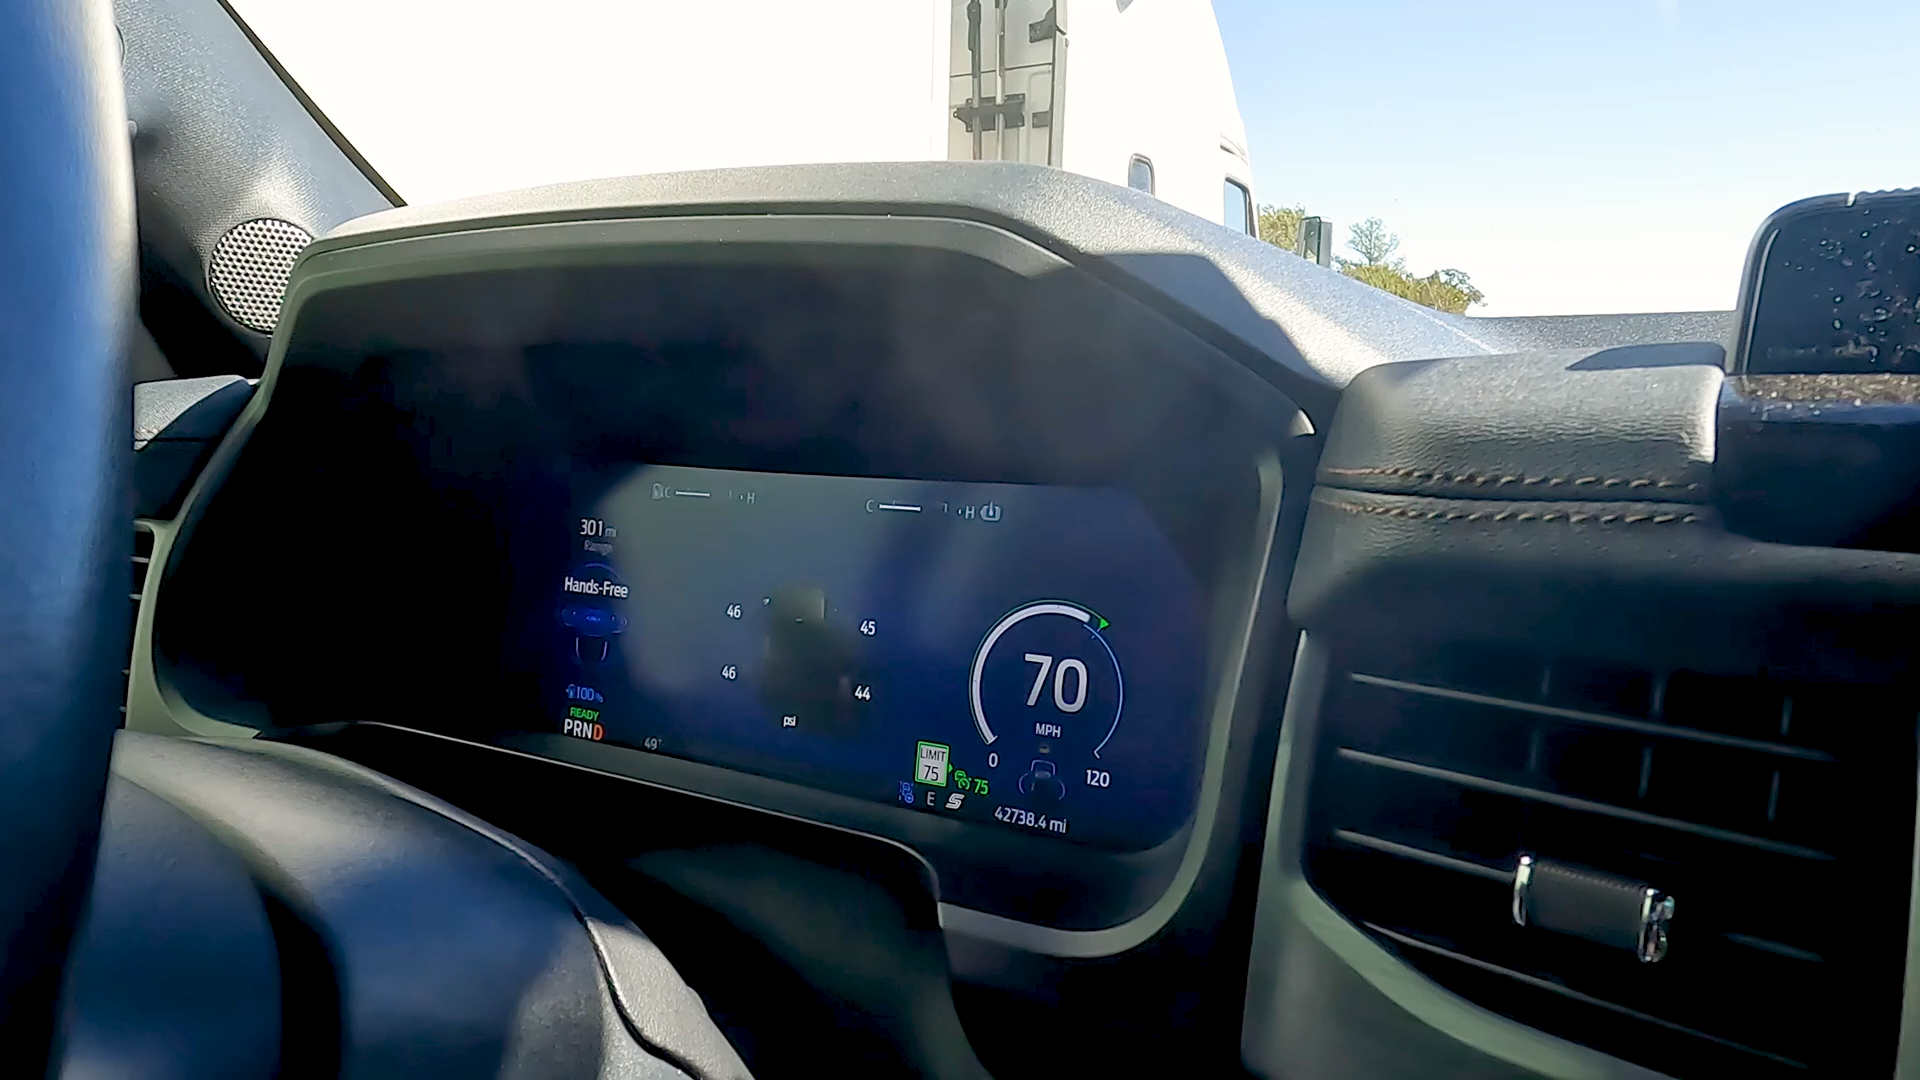 C H
C H
301 mi
Range
Hands-Free
46 45
46 44
psi
100 %
READY
PRND
49°
70
MPH
0 120
LIMIT
75
75
E S
42738.4 mi